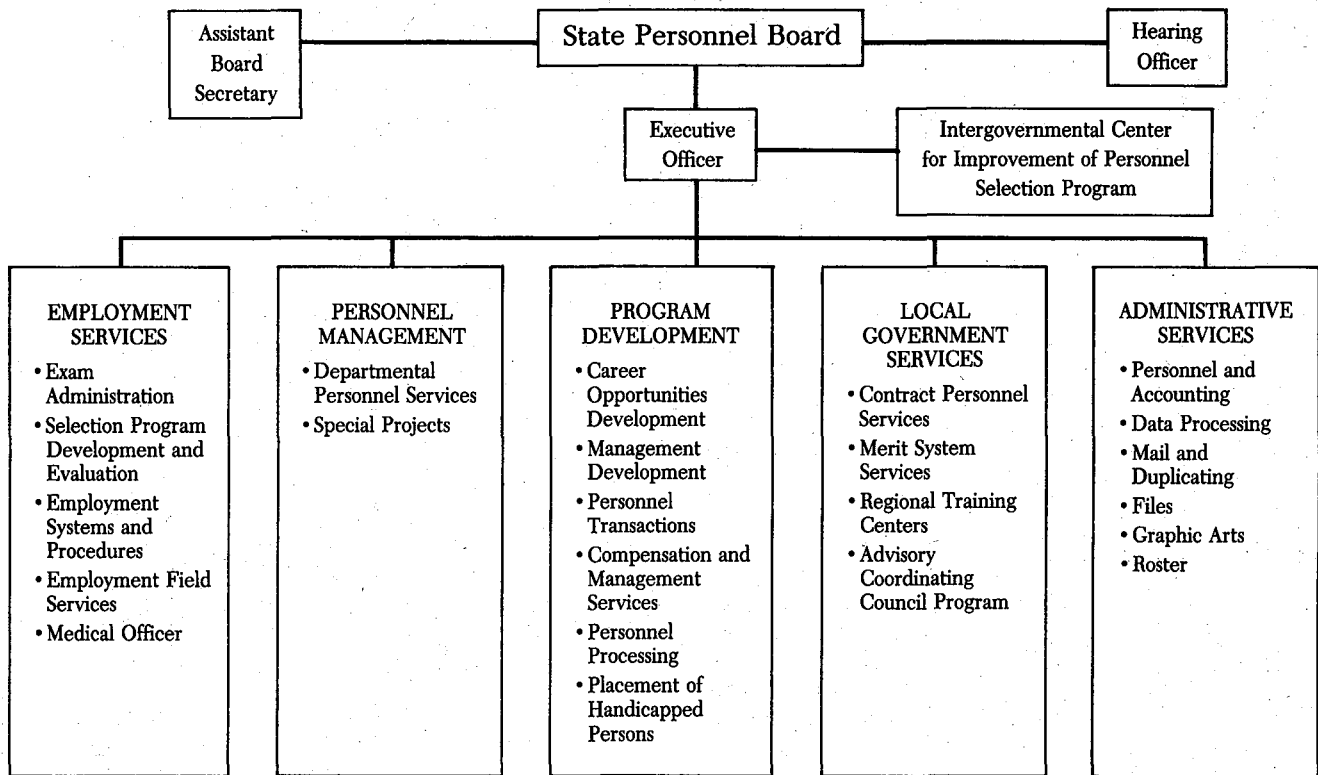 Assistant
Board
Secretary
State Personnel Board
Hearing
Officer
Executive
Officer
Intergovernmental Center
for Improvement of Personnel
Selection Program
EMPLOYMENT
SERVICES
• Exam
Administration
• Selection Program
Development and
Evaluation
• Employment
Systems and
Procedures
• Employment Field
Services
• Medical Officer
PERSONNEL
MANAGEMENT
• Departmental
Personnel Services
• Special Projects
PROGRAM
DEVELOPMENT
• Career
Opportunities
Development
• Management
Development
• Personnel
Transactions
• Compensation and
Management
Services
• Personnel
Processing
• Placement of
Handicapped
Persons
LOCAL
GOVERNMENT
SERVICES
• Contract Personnel
Services
• Merit System
Services
• Regional Training
Centers
• Advisory
Coordinating
Council Program
ADMINISTRATIVE
SERVICES
• Personnel and
Accounting
• Data Processing
• Mail and
Duplicating
• Files
• Graphic Arts
• Roster